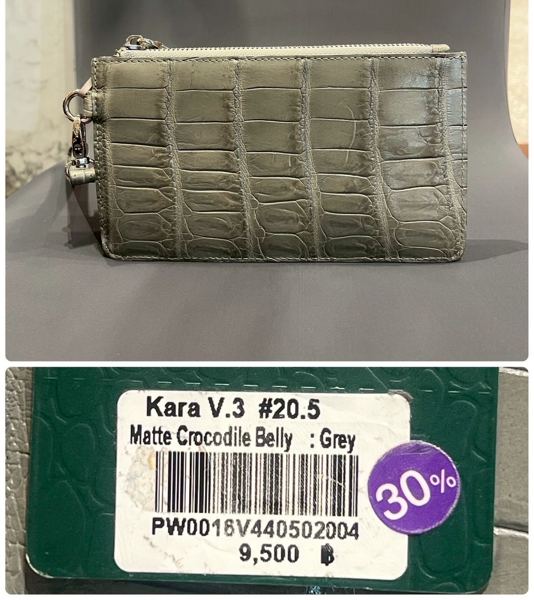 Kara V.3 #20.5
Matte Crocodile Belly : Grey
PW0016V440502004
9,500 ฿
30%